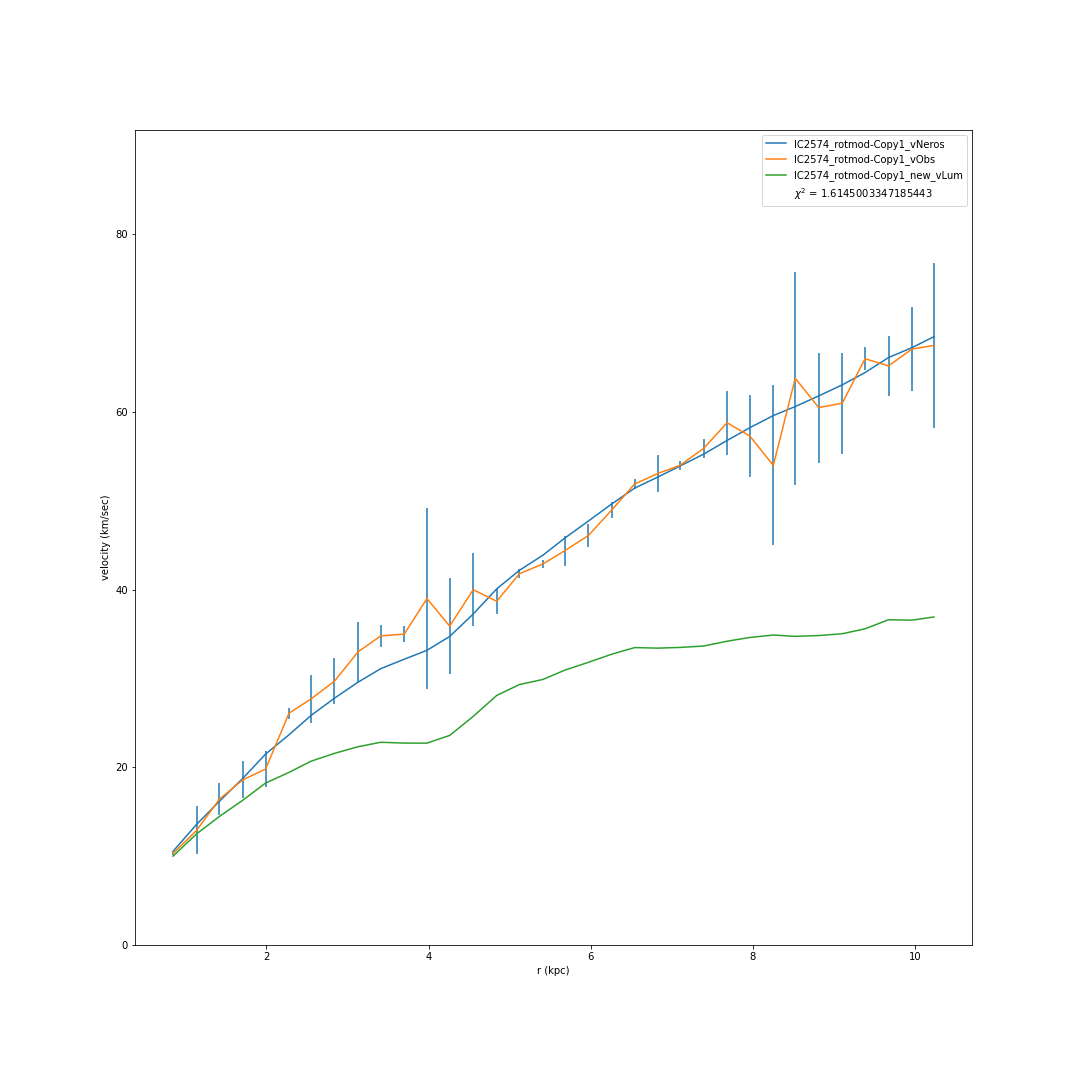 IC2574_rotmod-Copy1_vNeros
IC2574_rotmod-Copy1_vObs
IC2574_rotmod-Copy1_new_vLum
χ² = 1.6145003347185443
80
60
40
20
0
velocity (km/sec)
2 4 6 8 10
r (kpc)